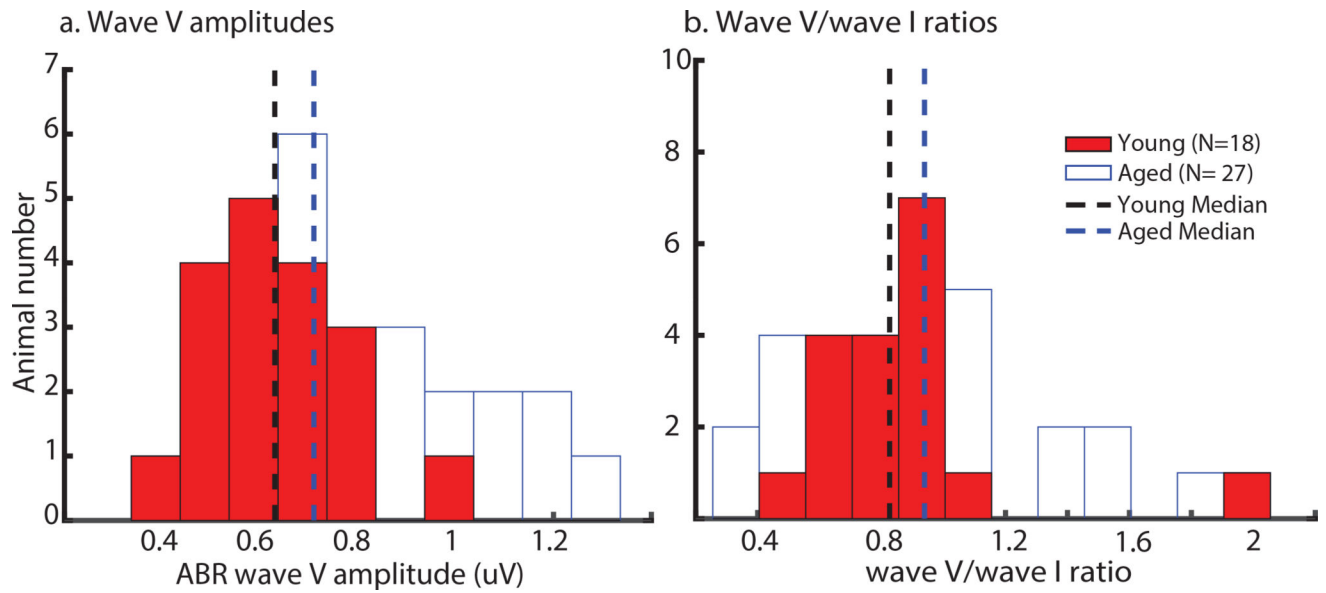 a. Wave V amplitudes
7
6
5
4
3
2
1
0
Animal number
0.4 0.6 0.8 1 1.2
ABR wave V amplitude (uV)
b. Wave V/wave I ratios
10
8
6
4
2
0.4 0.8 1.2 1.6 2
wave V/wave I ratio
Young (N=18)
Aged (N= 27)
Young Median
Aged Median